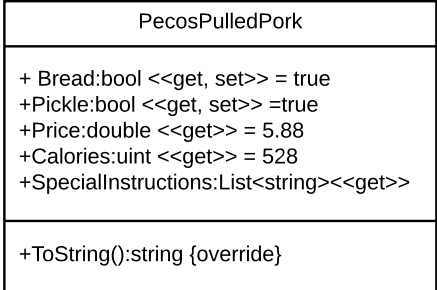 PecosPulledPork
+ Bread:bool <<get, set>> = true
+Pickle:bool <<get, set>> =true
+Price:double <<get>> = 5.88
+Calories:uint <<get>> = 528
+SpecialInstructions:List<string><<get>>
+ToString():string {override}